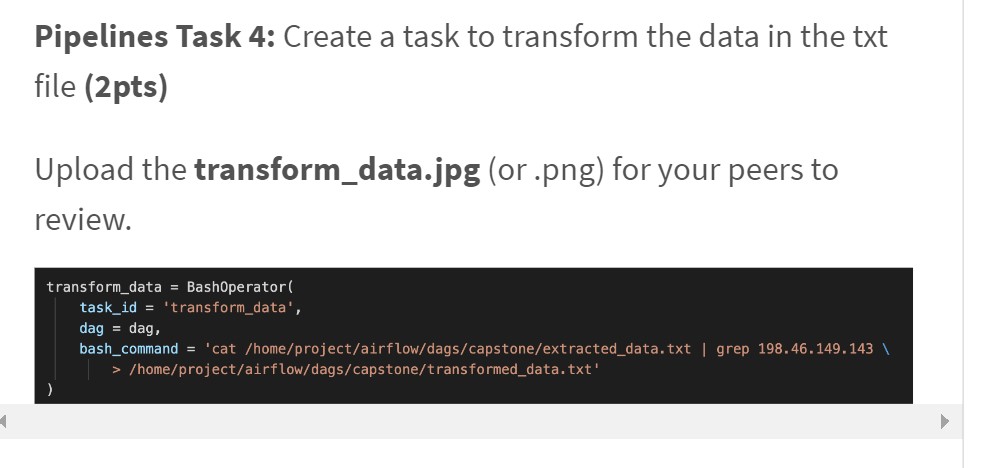 Pipelines Task 4: Create a task to transform the data in the txt
file (2pts)
Upload the transform_data.jpg (or .png) for your peers to
review.
transform_data = BashOperator(
    task_id = 'transform_data',
    dag = dag,
    bash_command = 'cat /home/project/airflow/dags/capstone/extracted_data.txt | grep 198.46.149.143 \
        > /home/project/airflow/dags/capstone/transformed_data.txt'
)